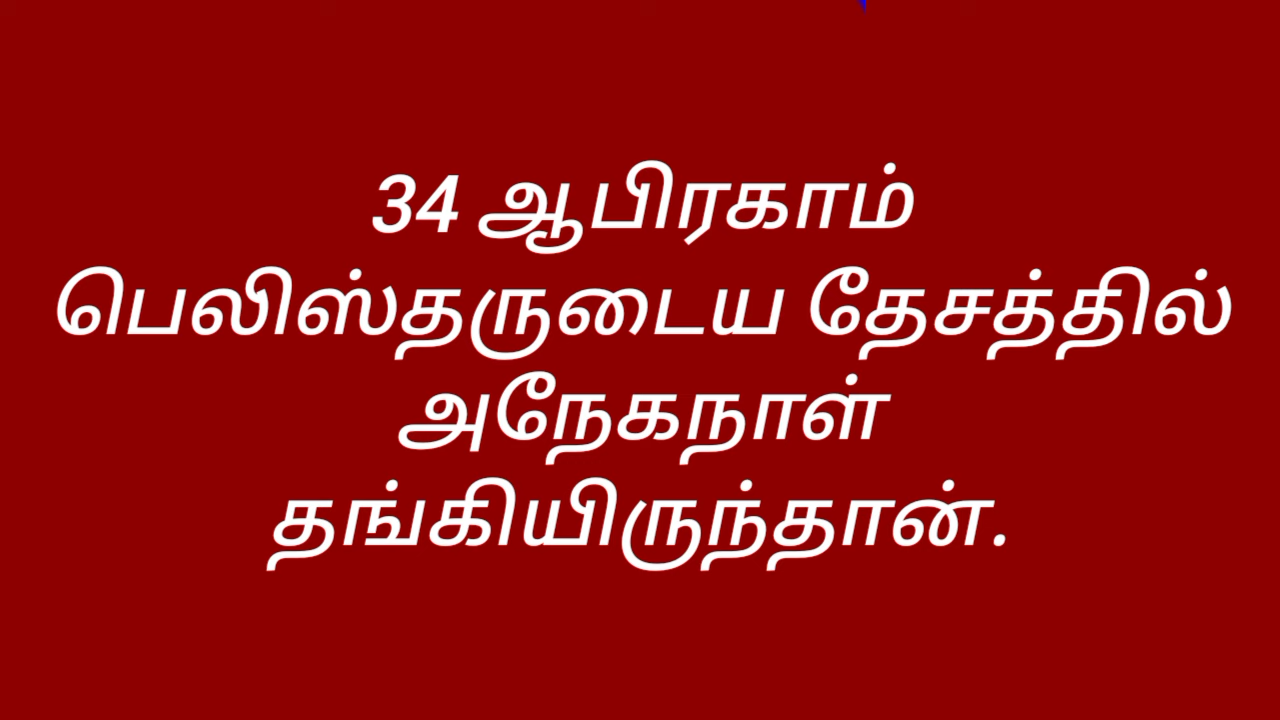 34 ஆபிரகாம்
பெலிஸ்தருடைய தேசத்தில்
அநேகநாள்
தங்கியிருந்தான்.